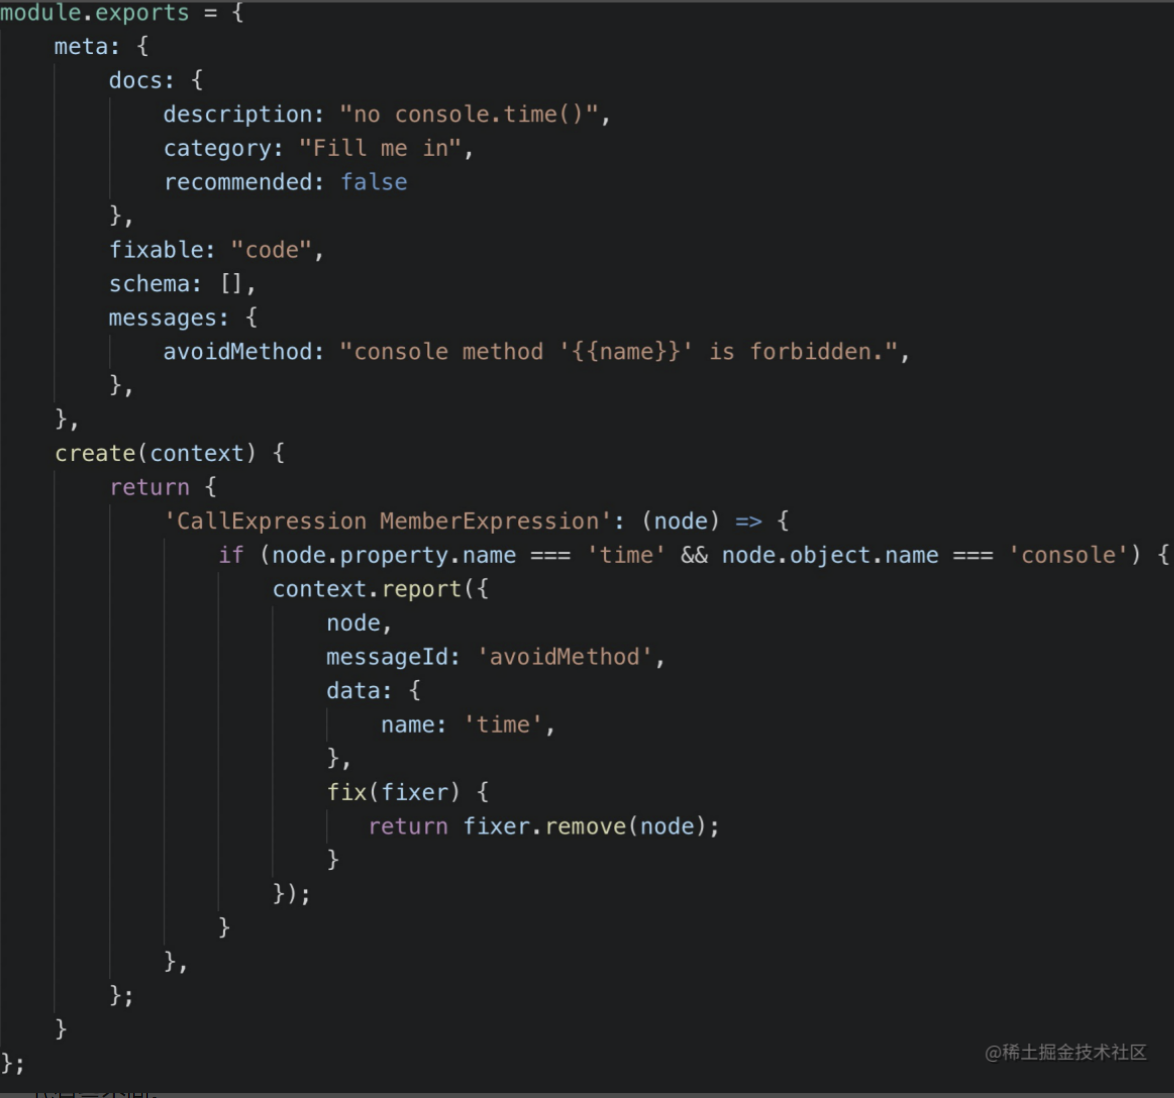 module.exports = {
    meta: {
        docs: {
            description: "no console.time()",
            category: "Fill me in",
            recommended: false
        },
        fixable: "code",
        schema: [],
        messages: {
            avoidMethod: "console method '{{name}}' is forbidden.",
        },
    },
    create(context) {
        return {
            'CallExpression MemberExpression': (node) => {
                if (node.property.name === 'time' && node.object.name === 'console') {
                    context.report({
                        node,
                        messageId: 'avoidMethod',
                        data: {
                            name: 'time',
                        },
                        fix(fixer) {
                           return fixer.remove(node);
                        }
                    });
                }
            },
        };
    }
};
@稀土掘金技术社区